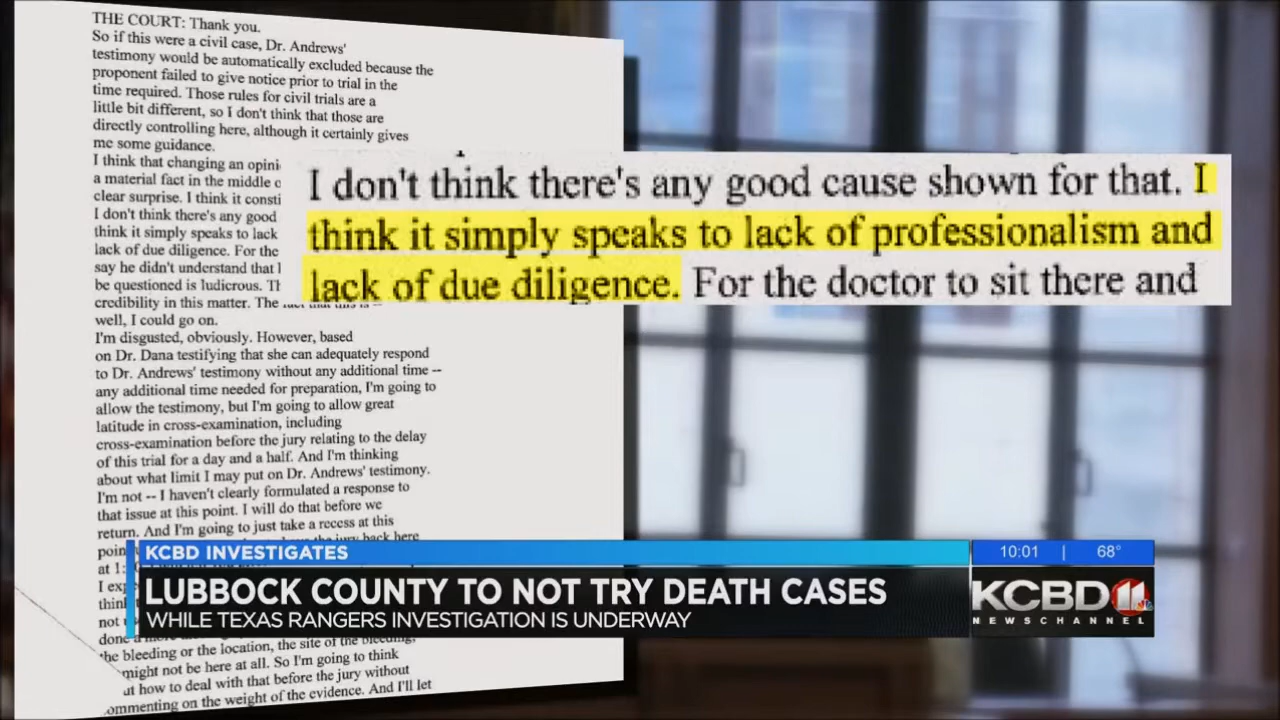 THE COURT: Thank you.
So if this were a civil case, Dr. Andrews'
testimony would be automatically excluded because the
proponent failed to give notice prior to trial in the
time required. Those rules for civil trials are a
little bit different, so I don't think that those are
directly controlling here, although it certainly gives
me some guidance.
I think that changing an opini
a material fact in the middle
clear surprise. I think it consti
I don't think there's any good
think it simply speaks to lack
lack of due diligence. For the
say he didn't understand that
be questioned is ludicrous.
credibility in this matter. The
well, I could go on.
I'm disgusted, obviously. However, based
on Dr. Dana testifying that she can adequately respond
to Dr. Andrews' testimony without any additional time --
any additional time needed for preparation, I'm going to
allow the testimony, but I'm going to allow great
latitude in cross-examination, including
cross-examination before the jury relating to the delay
of this trial for a day and a half. And I'm thinking
about what limit I may put on Dr. Andrews' testimony.
I'm not -- I haven't clearly formulated a response to
that issue at this point. I will do that before we
return. And I'm going to just take a recess at this
poin
at 1:
I exp
think
not
done
the bleeding or the location, the site of the bleeding,
might not be here at all. So I'm going to think
ut how to deal with that before the jury without
ommenting on the weight of the evidence. And I'll let
I don't think there's any good cause shown for that. I
think it simply speaks to lack of professionalism and
lack of due diligence. For the doctor to sit there and
KCBD INVESTIGATES
LUBBOCK COUNTY TO NOT TRY DEATH CASES
WHILE TEXAS RANGERS INVESTIGATION IS UNDERWAY
10:01 | 68°
KCBD 11
NEWSCHANNEL